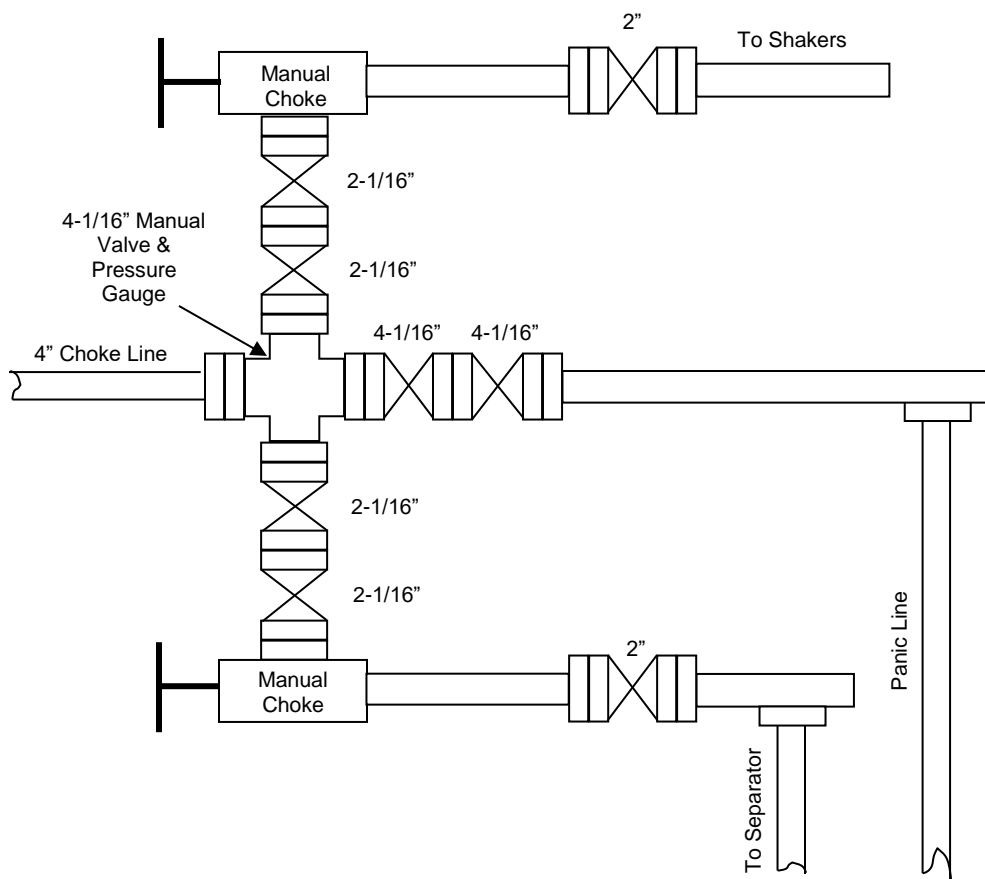 2”
To Shakers
Manual
Choke
2-1/16”
4-1/16” Manual
Valve &
Pressure
Gauge
2-1/16”
4-1/16”
4-1/16”
4” Choke Line
2-1/16”
2-1/16”
2”
Manual
Choke
Panic Line
To Separator